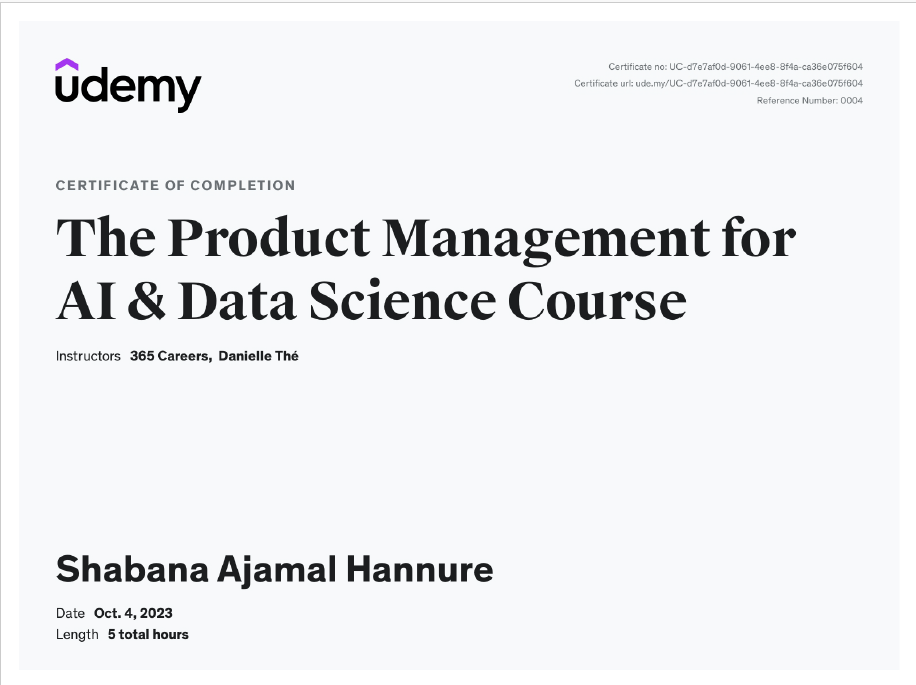 udemy
Certificate no: UC-d7e7af0d-9061-4ee8-8f4a-ca36e075f604
Certificate url: ude.my/UC-d7e7af0d-9061-4ee8-8f4a-ca36e075f604
Reference Number: 0004
CERTIFICATE OF COMPLETION
The Product Management for
AI & Data Science Course
Instructors 365 Careers, Danielle Thé
Shabana Ajamal Hannure
Date Oct. 4, 2023
Length 5 total hours